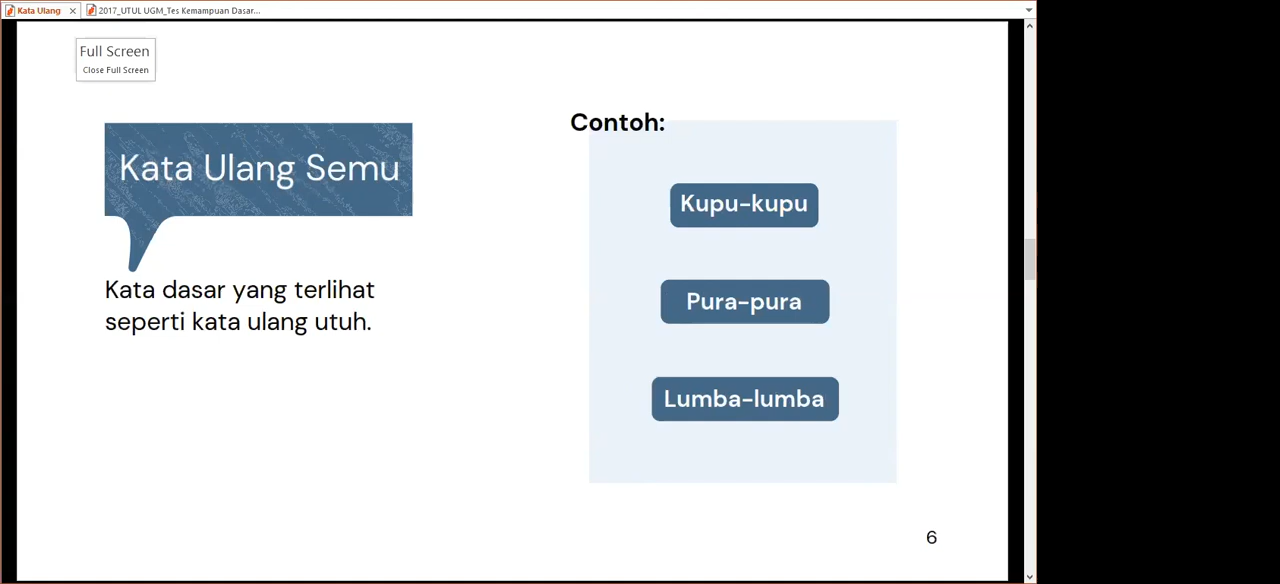 Kata Ulang
2017_UTUL UGM_Tes Kemampuan Dasar...
Full Screen
Close Full Screen
Kata Ulang Semu
Kata dasar yang terlihat
seperti kata ulang utuh.
Contoh:
Kupu-kupu
Pura-pura
Lumba-lumba
6